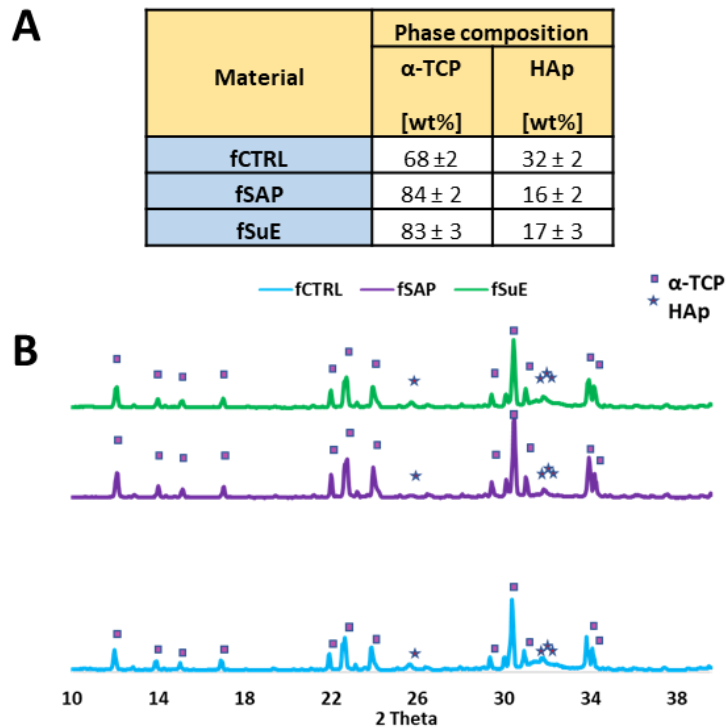 A
Material Phase composition
α-TCP HAp
[wt%] [wt%]
fCTRL 68 ±2 32 ± 2
fSAP 84 ± 2 16 ± 2
fSuE 83 ± 3 17 ± 3
fCTRL fSAP fSuE α-TCP
HAp
B
10 14 18 22 26 30 34 38
2 Theta